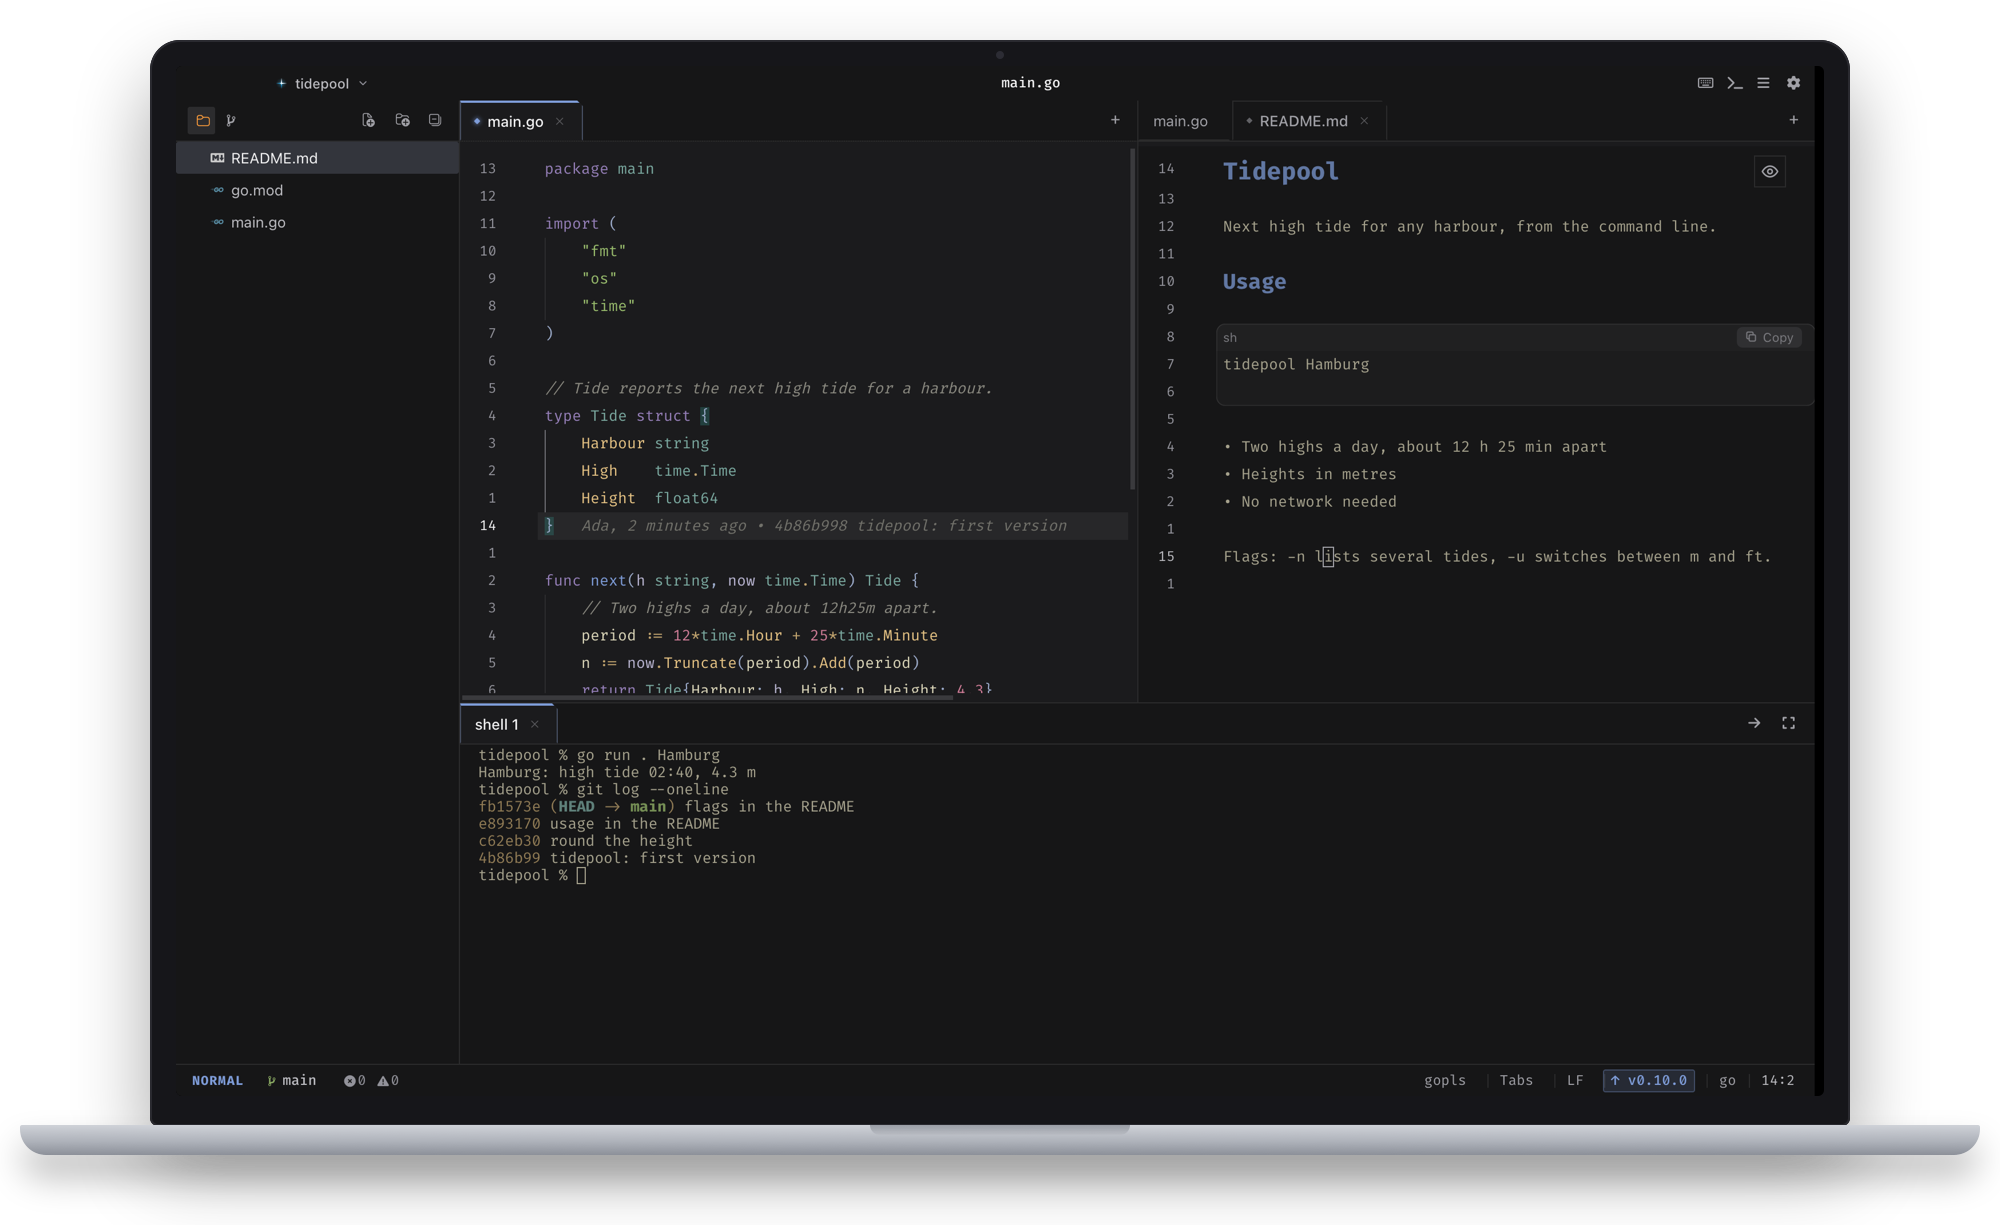 tidepool
main.go
main.go
main.go
README.md
README.md
go.mod
main.go
13 package main
12
11 import (
10 "fmt"
9 "os"
8 "time"
7 )
6
5 // Tide reports the next high tide for a harbour.
4 type Tide struct {
3 Harbour string
2 High time.Time
1 Height float64
14 } Ada, 2 minutes ago • 4b86b998 tidepool: first version
1
2 func next(h string, now time.Time) Tide {
3 // Two highs a day, about 12h25m apart.
4 period := 12*time.Hour + 25*time.Minute
5 n := now.Truncate(period).Add(period)
6 return Tide{Harbour: h, High: n, Height: 4.3}
14 Tidepool
13
12 Next high tide for any harbour, from the command line.
11
10 Usage
9
8 sh Copy
7 tidepool Hamburg
6
5
4 • Two highs a day, about 12 h 25 min apart
3 • Heights in metres
2 • No network needed
1
15 Flags: -n lists several tides, -u switches between m and ft.
1
shell 1
tidepool % go run . Hamburg
Hamburg: high tide 02:40, 4.3 m
tidepool % git log --oneline
fb1573e (HEAD -> main) flags in the README
e893170 usage in the README
c62eb30 round the height
4b86b99 tidepool: first version
tidepool %
NORMAL main 0 0 gopls Tabs LF ↑ v0.10.0 go 14:2